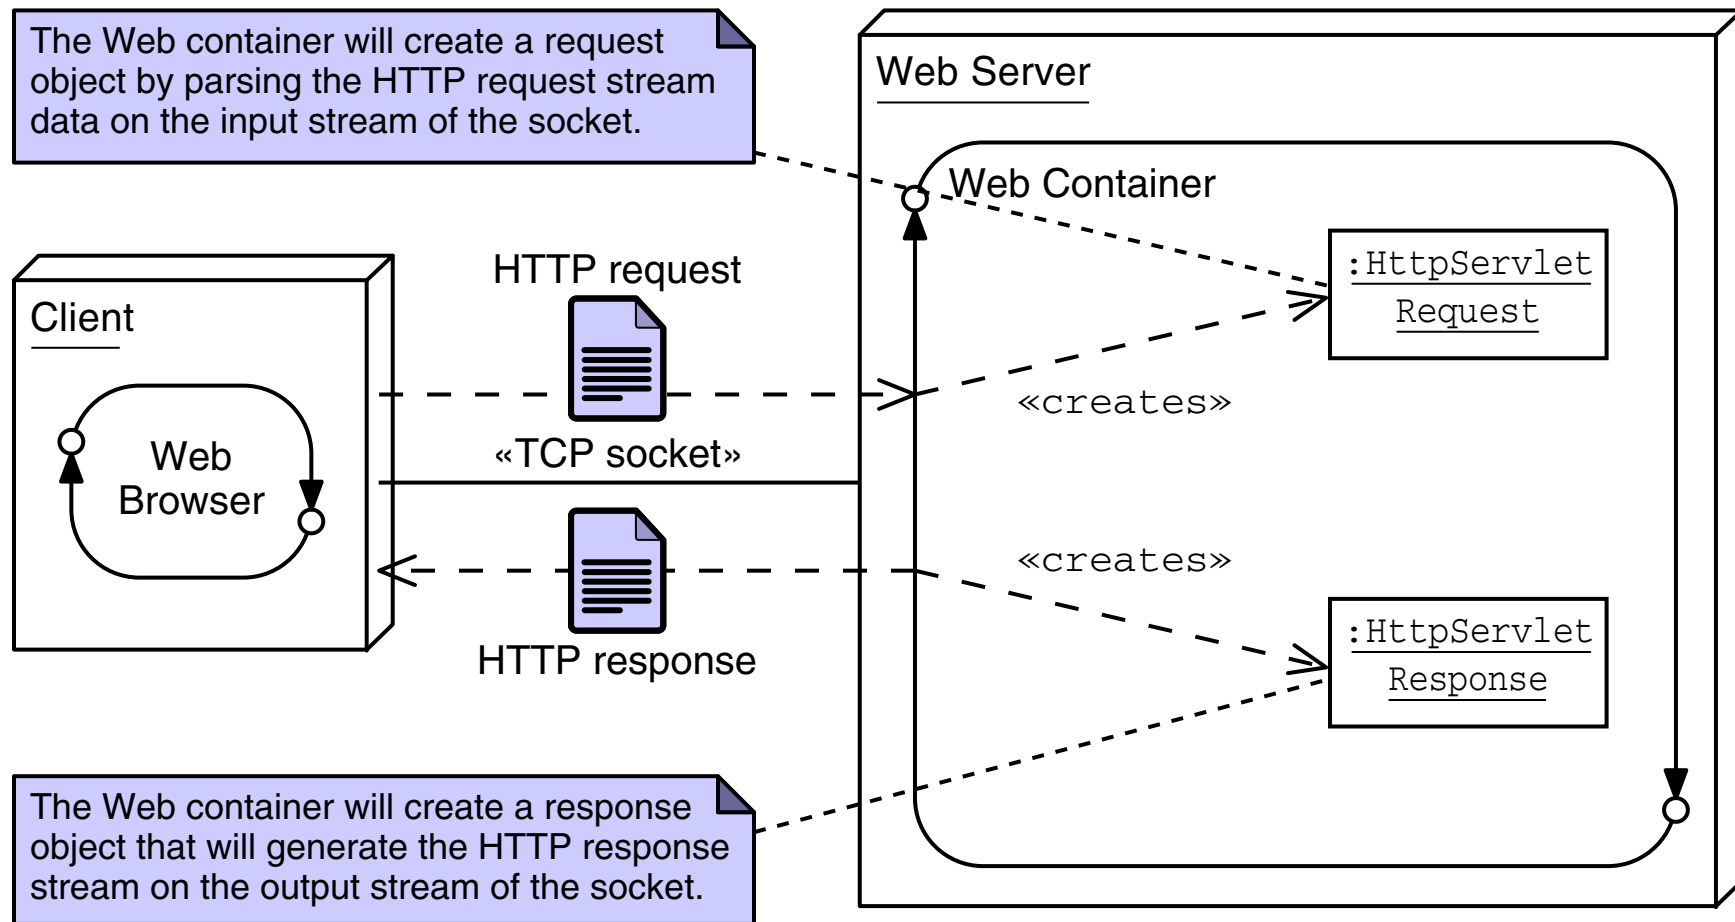 The Web container will create a request
object by parsing the HTTP request stream
data on the input stream of the socket.
Web Server
Web Container
:HttpServlet
Request
HTTP request
Client
«creates»
Web
Browser
«TCP socket»
«creates»
HTTP response
:HttpServlet
Response
The Web container will create a response
object that will generate the HTTP response
stream on the output stream of the socket.